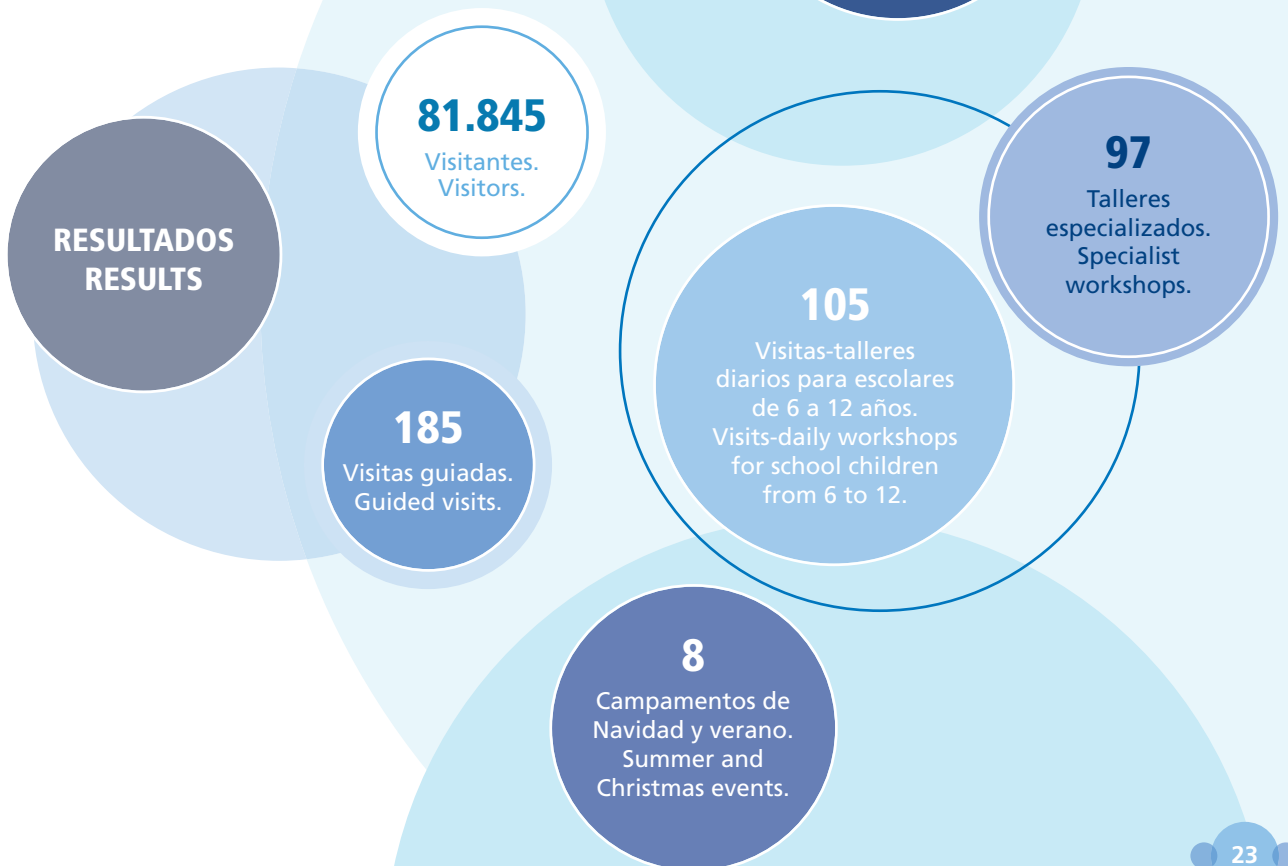 RESULTADOS
RESULTS
81.845
Visitantes.
Visitors.
97
Talleres
especializados.
Specialist
workshops.
105
Visitas-talleres
diarios para escolares
de 6 a 12 años.
Visits-daily workshops
for school children
from 6 to 12.
185
Visitas guiadas.
Guided visits.
8
Campamentos de
Navidad y verano.
Summer and
Christmas events.
23